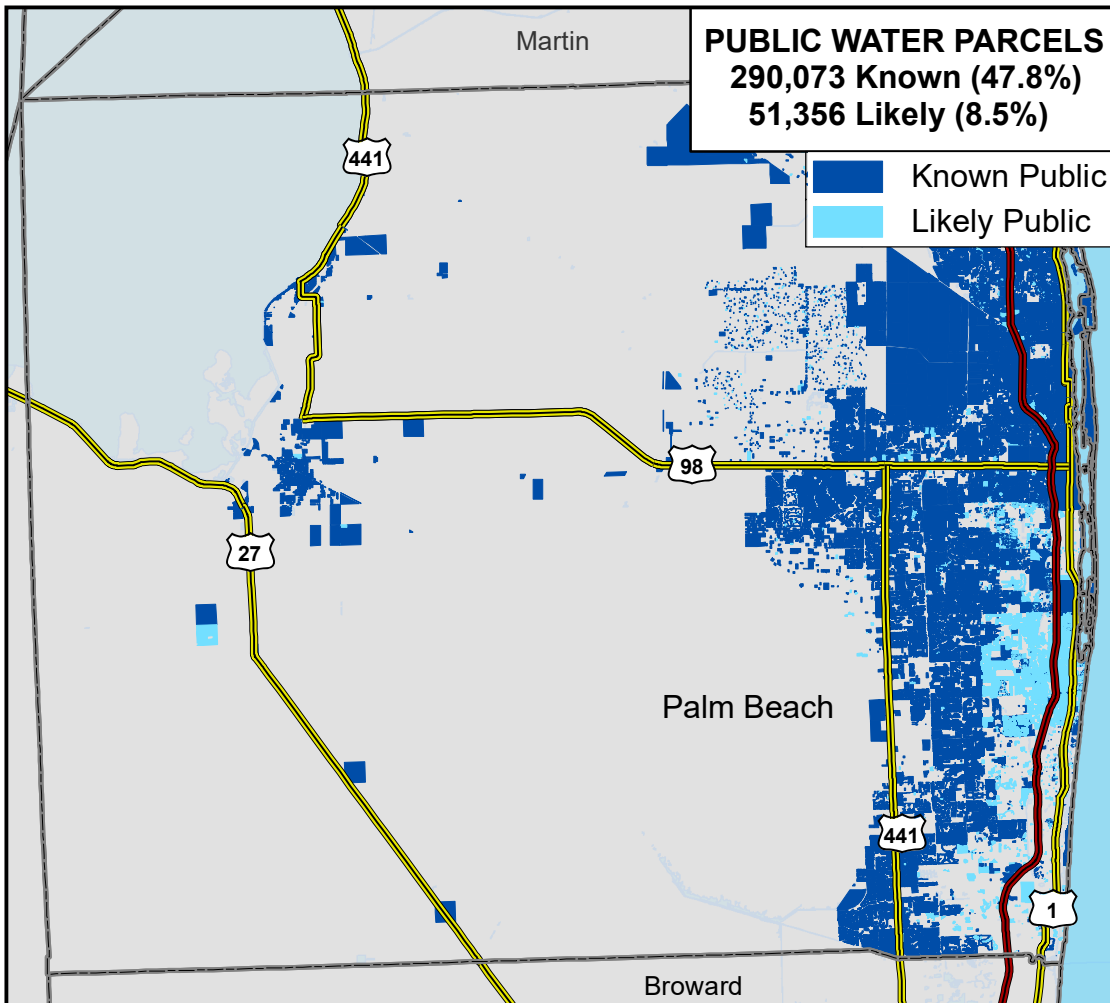 Martin
PUBLIC WATER PARCELS
290,073 Known (47.8%)
51,356 Likely (8.5%)
441
Known Public
Likely Public
98
27
Palm Beach
441
1
Broward